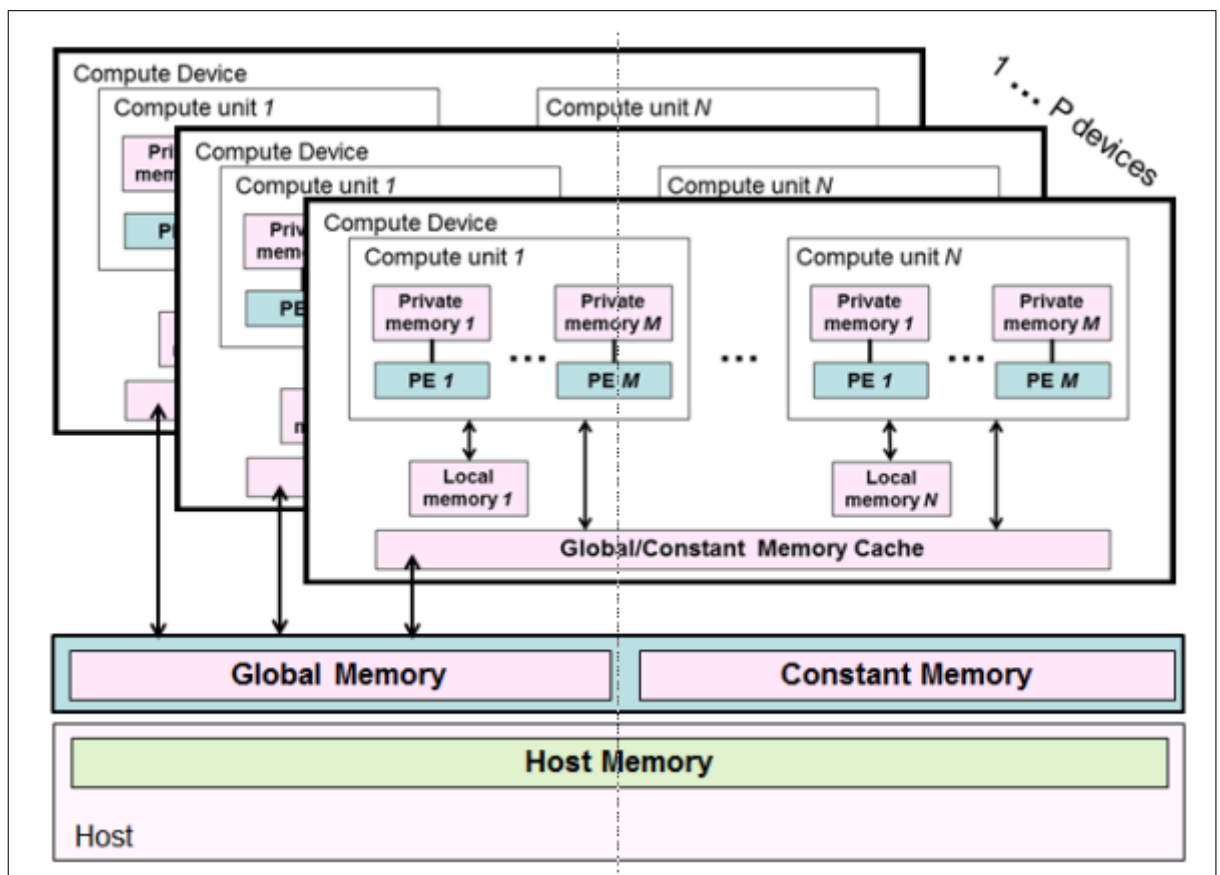 Compute Device
Compute unit 1
Compute unit N
1 ... P devices
Compute Device
Compute unit 1
Compute unit N
Compute Device
Compute unit 1
Compute unit N
Private
memory 1
Private
memory M
Private
memory 1
Private
memory M
PE 1
...
PE M
...
PE 1
...
PE M
Local
memory 1
Local
memory N
Global/Constant Memory Cache
Global Memory
Constant Memory
Host Memory
Host